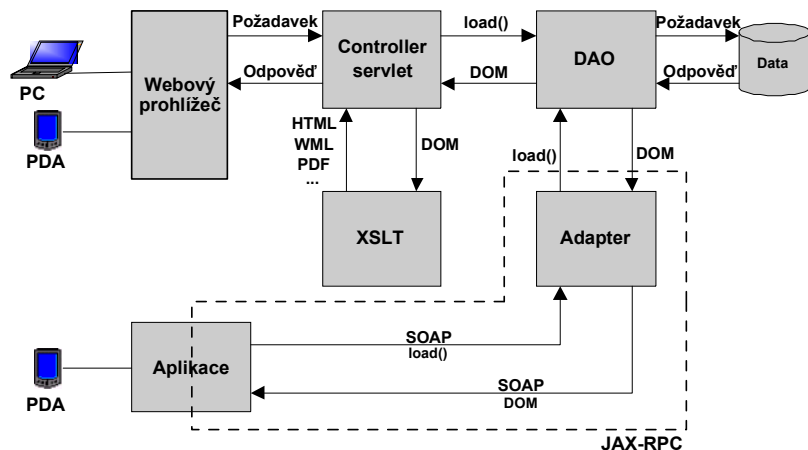 Požadavek
Controller
servlet
load()
DAO
Požadavek
Data
Odpověď
DOM
Odpověď
Webový
prohlížeč
PC
PDA
HTML
WML
PDF
...
DOM
load()
DOM
XSLT
Adapter
Aplikace
SOAP
load()
SOAP
DOM
PDA
JAX-RPC